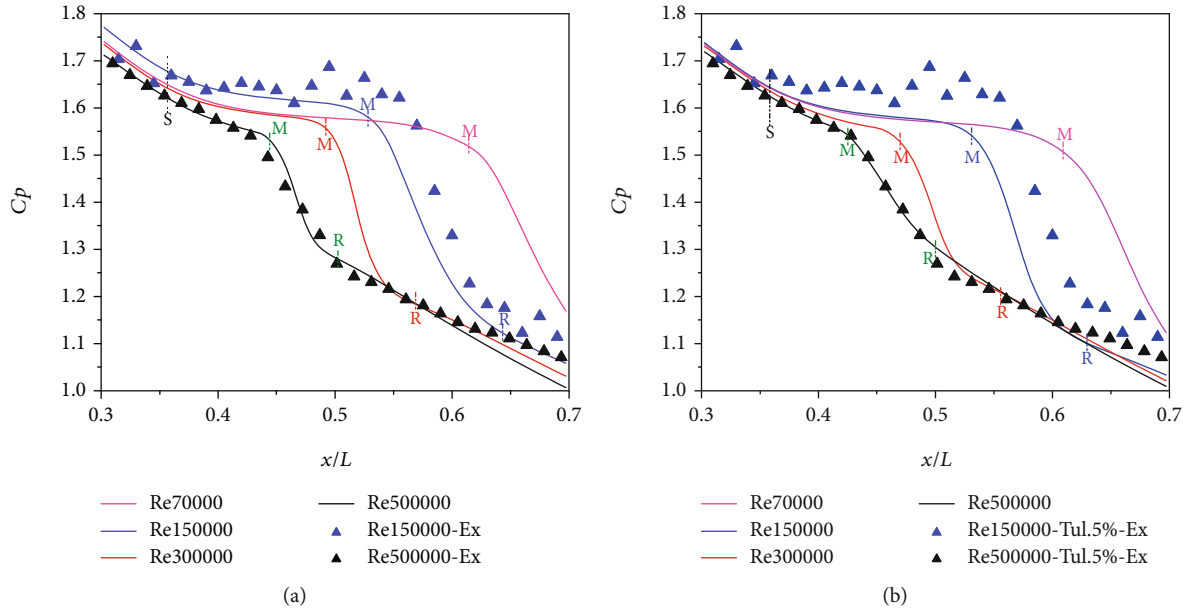 1.8
1.7
1.6
1.5
1.4
1.3
1.2
1.1
1.0
Cp
S
M
M
M
M
R
R
R
0.3 0.4 0.5 0.6 0.7
x/L
Re70000
Re150000
Re300000
Re500000
Re150000-Ex
Re500000-Ex
(a)
1.8
1.7
1.6
1.5
1.4
1.3
1.2
1.1
1.0
Cp
S
M
M
M
M
R
R
R
0.3 0.4 0.5 0.6 0.7
x/L
Re70000
Re150000
Re300000
Re500000
Re150000-Tul.5%-Ex
Re500000-Tul.5%-Ex
(b)